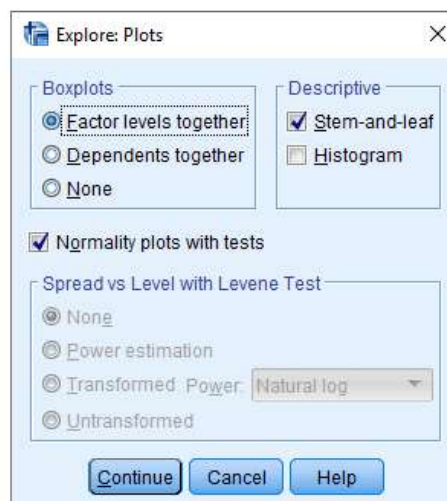 Explore: Plots
Boxplots
Factor levels together
Dependents together
None
Descriptive
Stem-and-leaf
Histogram
Normality plots with tests
Spread vs Level with Levene Test
None
Power estimation
Transformed Power: Natural log
Untransformed
Continue Cancel Help